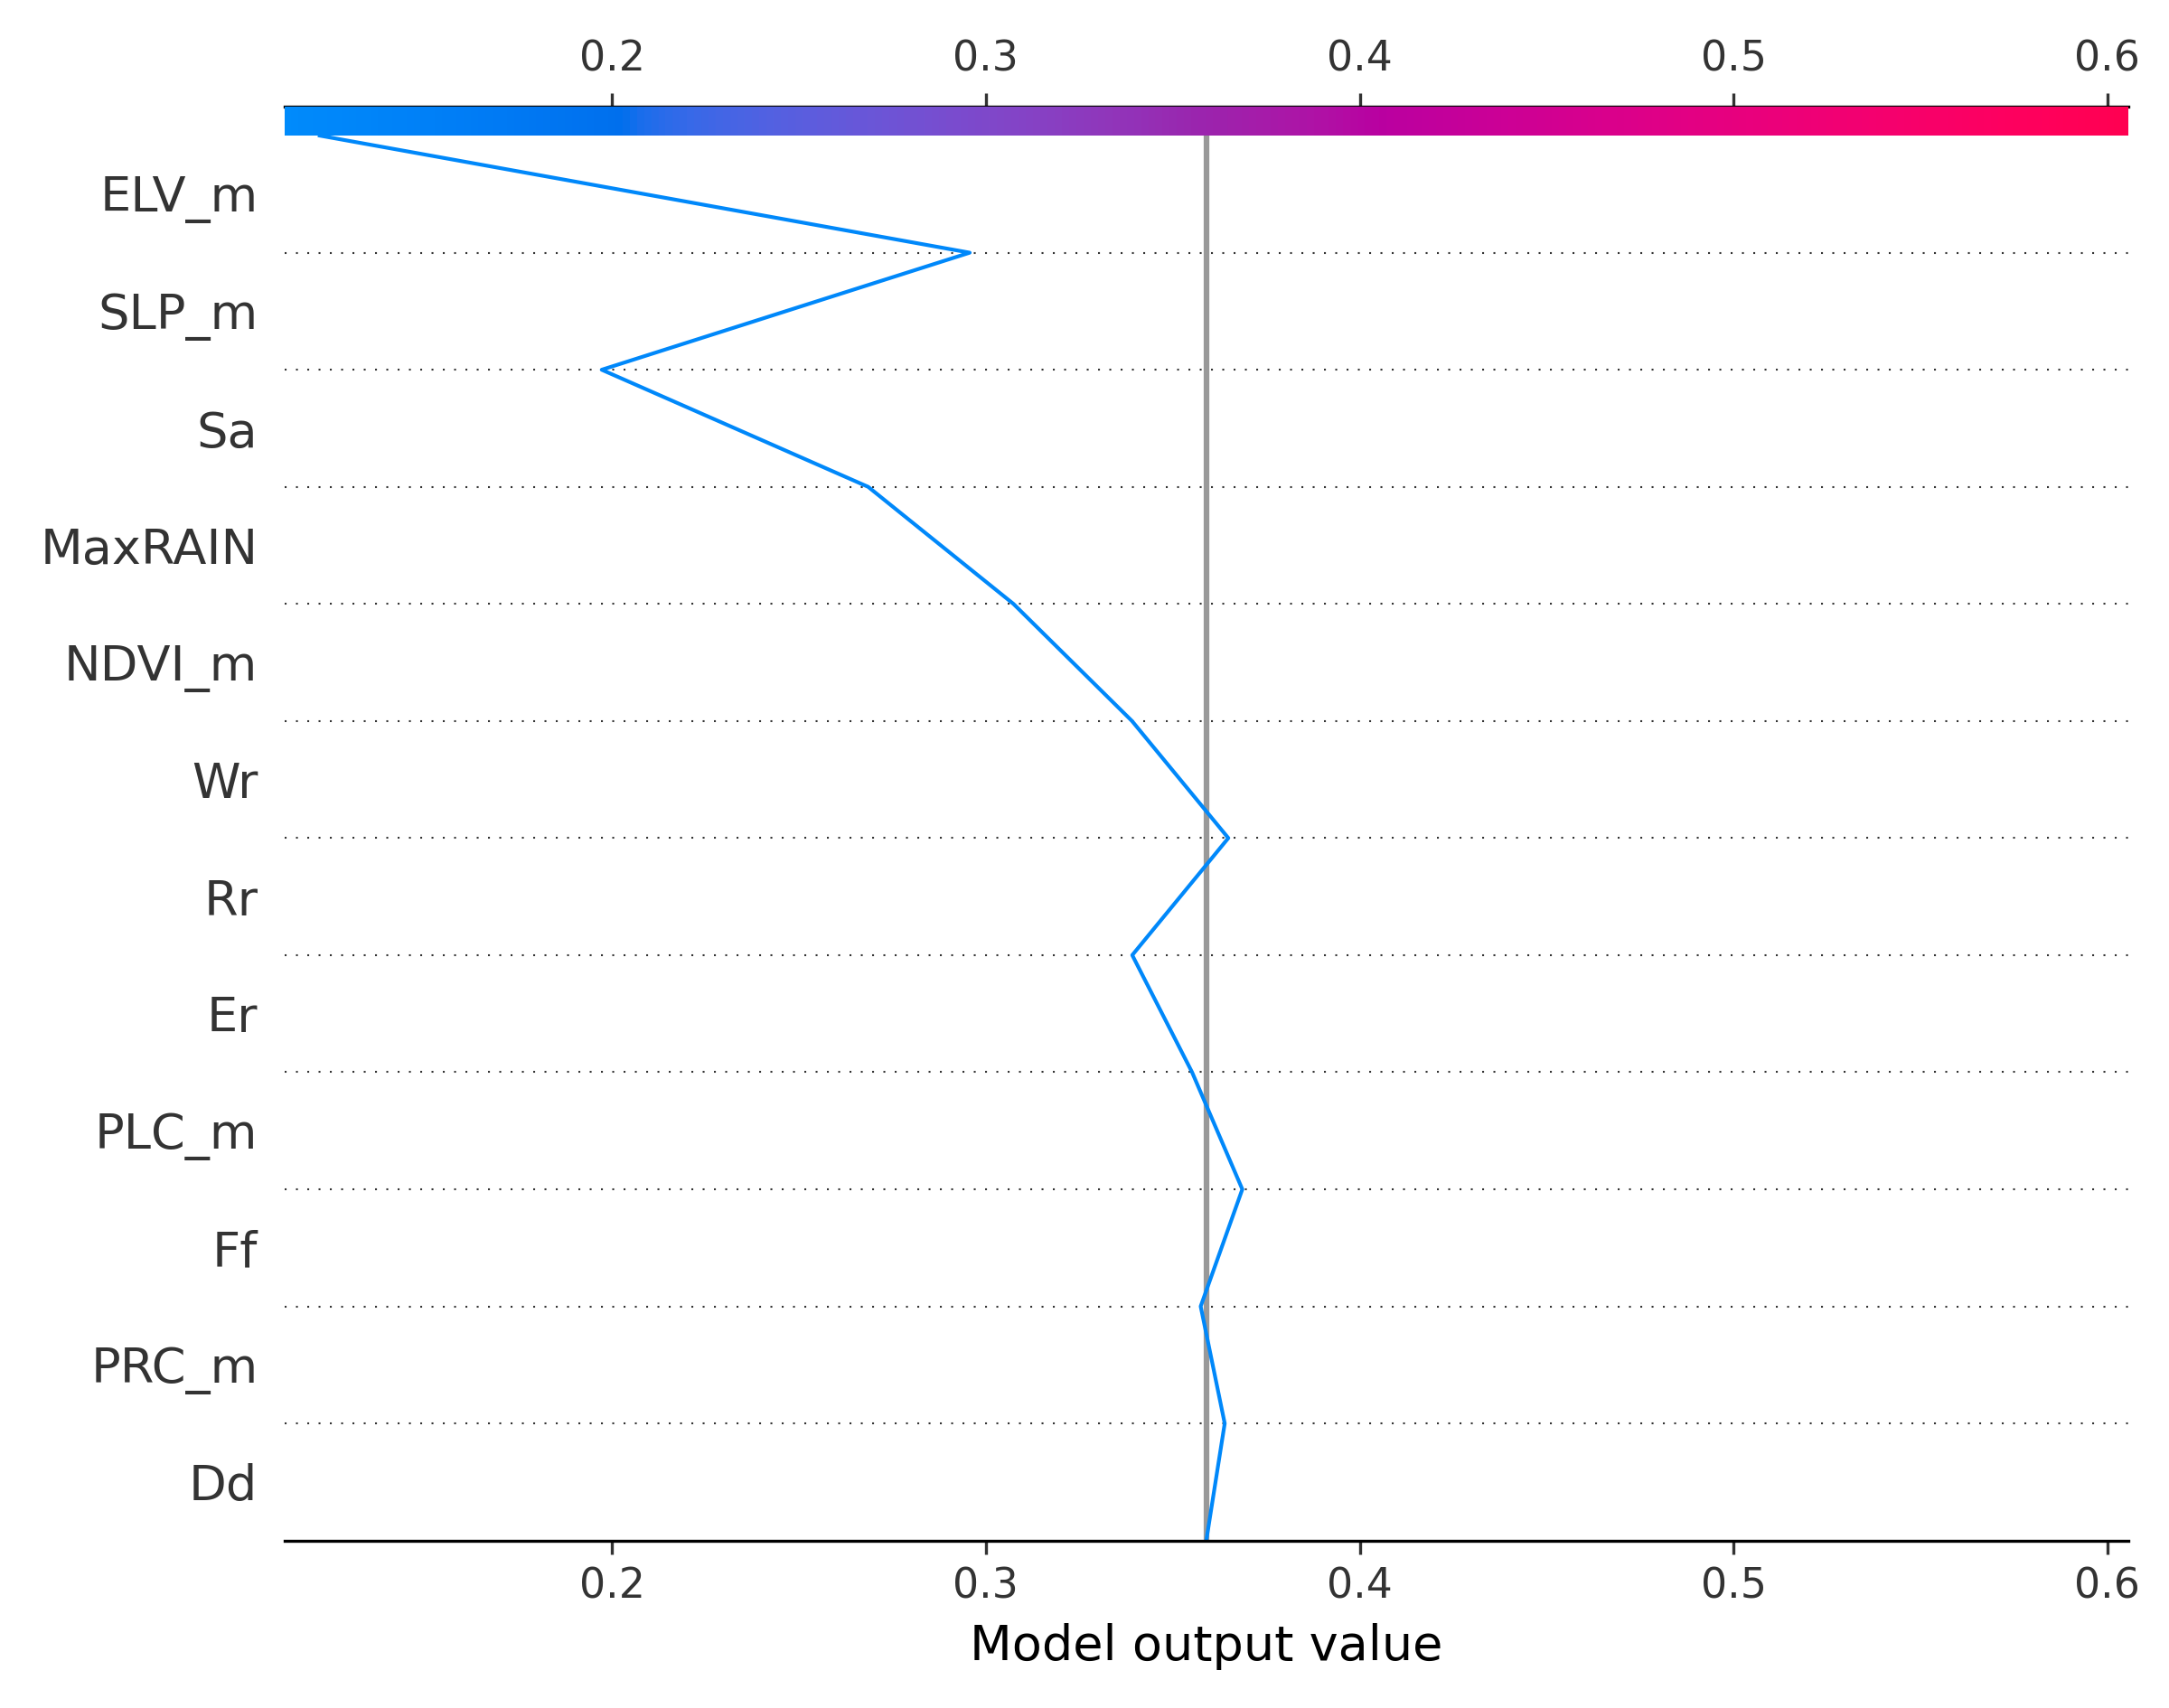 0.2 0.3 0.4 0.5 0.6
ELV_m
SLP_m
Sa
MaxRAIN
NDVI_m
Wr
Rr
Er
PLC_m
Ff
PRC_m
Dd
0.2 0.3 0.4 0.5 0.6
Model output value